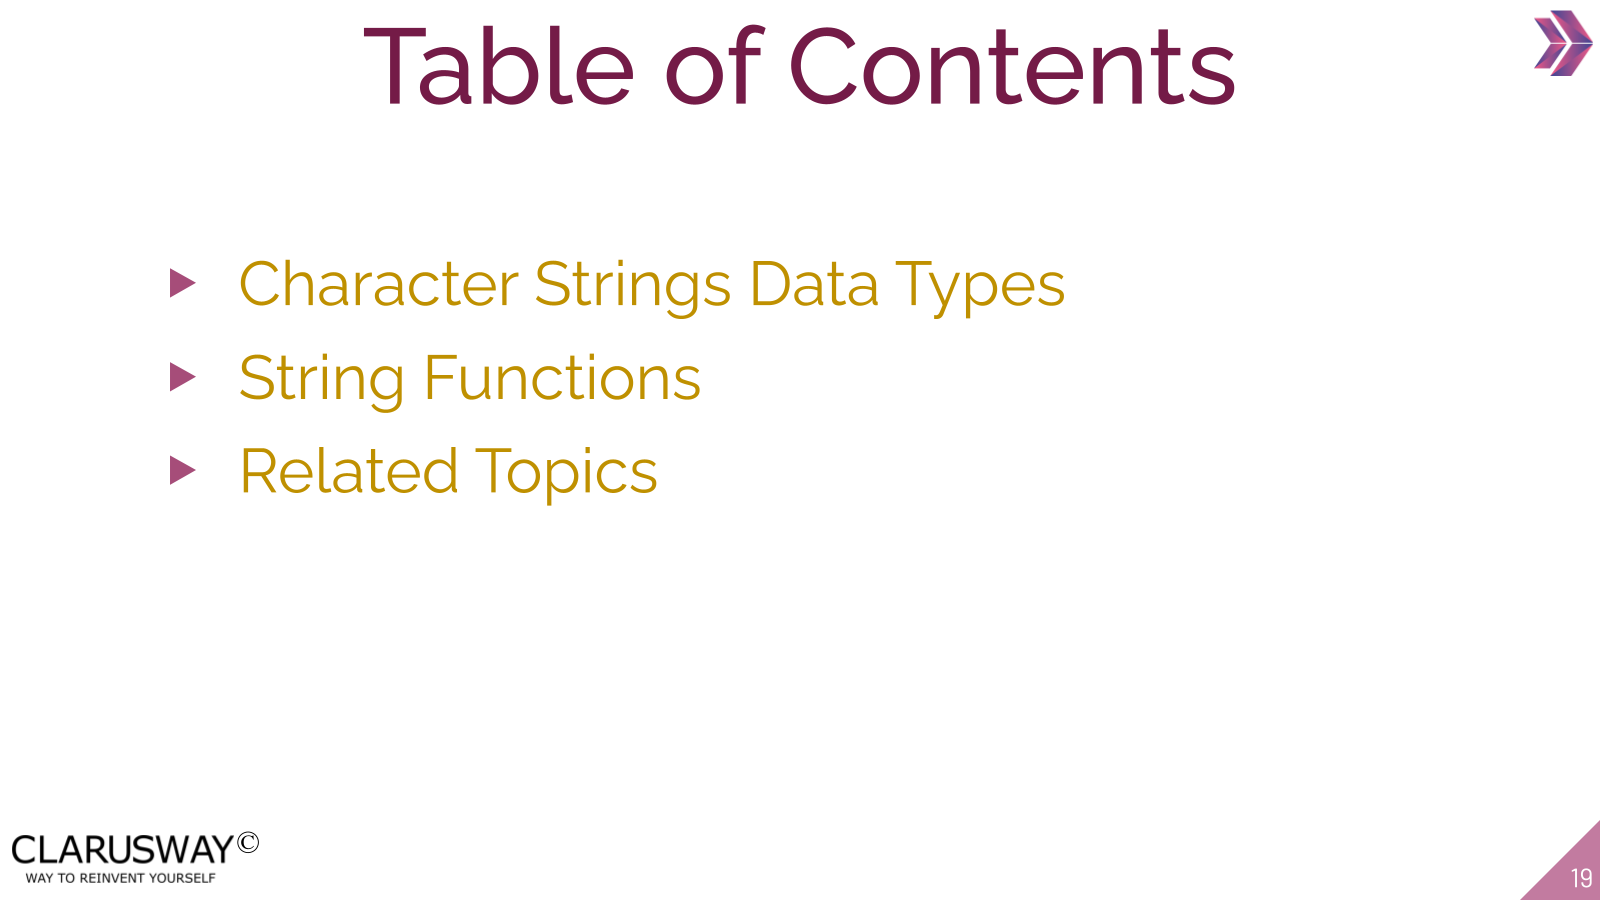 Table of Contents
Character Strings Data Types
String Functions
Related Topics
CLARUSWAY©
WAY TO REINVENT YOURSELF
19